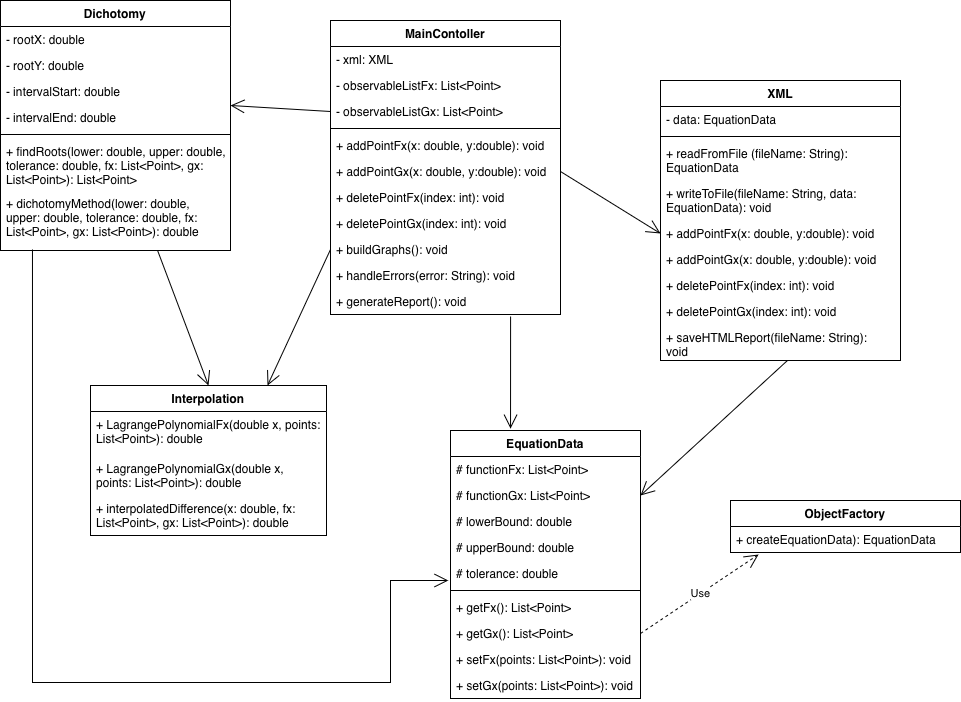 Dichotomy
- rootX: double
- rootY: double
- intervalStart: double
- intervalEnd: double
+ findRoots(lower: double, upper: double,
tolerance: double, fx: List<Point>, gx:
List<Point>): List<Point>
+ dichotomyMethod(lower: double,
upper: double, tolerance: double, fx:
List<Point>, gx: List<Point>): double
MainContoller
- xml: XML
- observableListFx: List<Point>
- observableListGx: List<Point>
+ addPointFx(x: double, y:double): void
+ addPointGx(x: double, y:double): void
+ deletePointFx(index: int): void
+ deletePointGx(index: int): void
+ buildGraphs(): void
+ handleErrors(error: String): void
+ generateReport(): void
XML
- data: EquationData
+ readFromFile (fileName: String):
EquationData
+ writeToFile(fileName: String, data:
EquationData): void
+ addPointFx(x: double, y:double): void
+ addPointGx(x: double, y:double): void
+ deletePointFx(index: int): void
+ deletePointGx(index: int): void
+ saveHTMLReport(fileName: String):
void
Interpolation
+ LagrangePolynomialFx(double x, points:
List<Point>): double
+ LagrangePolynomialGx(double x,
points: List<Point>): double
+ interpolatedDifference(x: double, fx:
List<Point>, gx: List<Point>): double
EquationData
# functionFx: List<Point>
# functionGx: List<Point>
# lowerBound: double
# upperBound: double
# tolerance: double
+ getFx(): List<Point>
+ getGx(): List<Point>
+ setFx(points: List<Point>): void
+ setGx(points: List<Point>): void
ObjectFactory
+ createEquationData): EquationData
Use